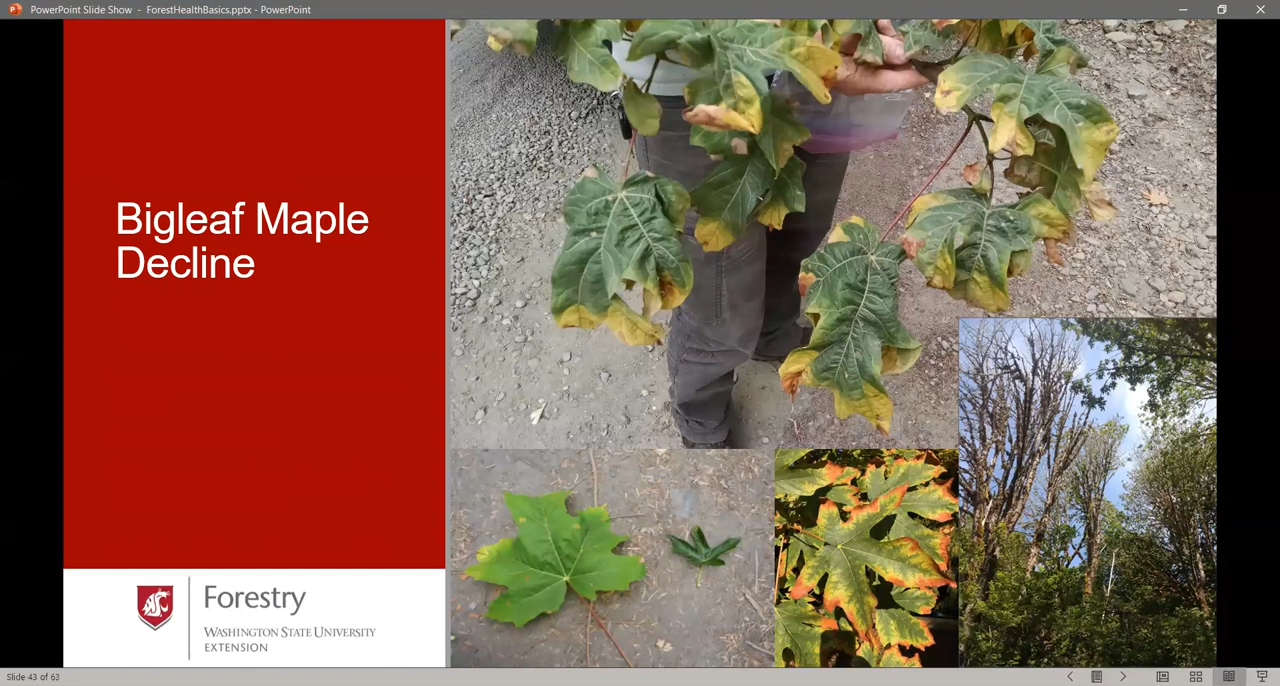 PowerPoint Slide Show - ForestHealthBasics.pptx - PowerPoint
Bigleaf Maple
Decline
Forestry
WASHINGTON STATE UNIVERSITY
EXTENSION
Slide 43 of 63